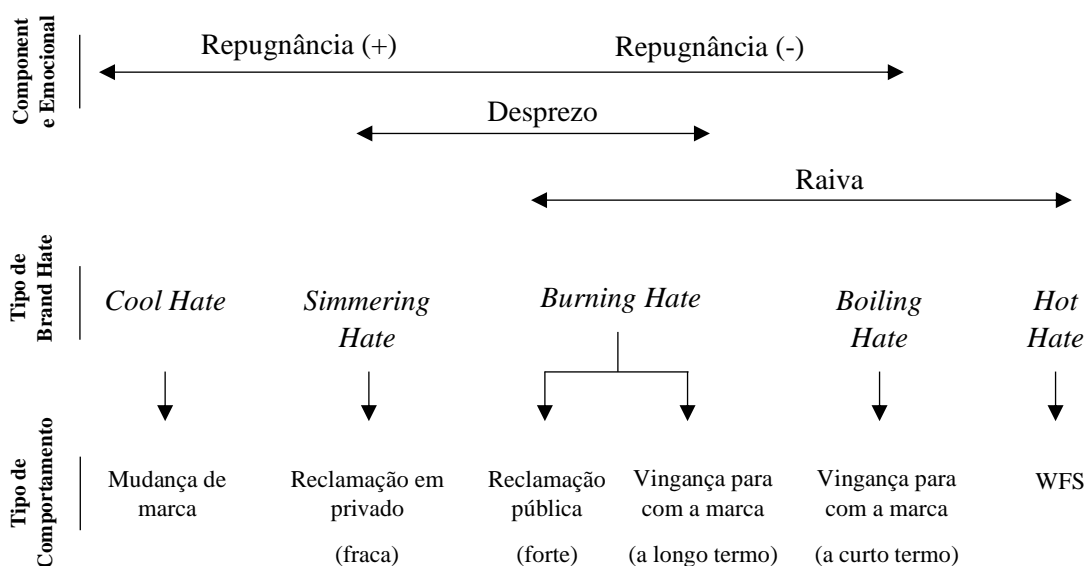 Component
e Emocional
Repugnância (+)
Repugnância (-)
Desprezo
Raiva
Tipo de
Brand Hate
Cool Hate
Simmering
Hate
Burning Hate
Boiling
Hate
Hot
Hate
Tipo de
Comportamento
Mudança de
marca
Reclamação em
privado
(fraca)
Reclamação
pública
(forte)
Vingança para
com a marca
(a longo termo)
Vingança para
com a marca
(a curto termo)
WFS